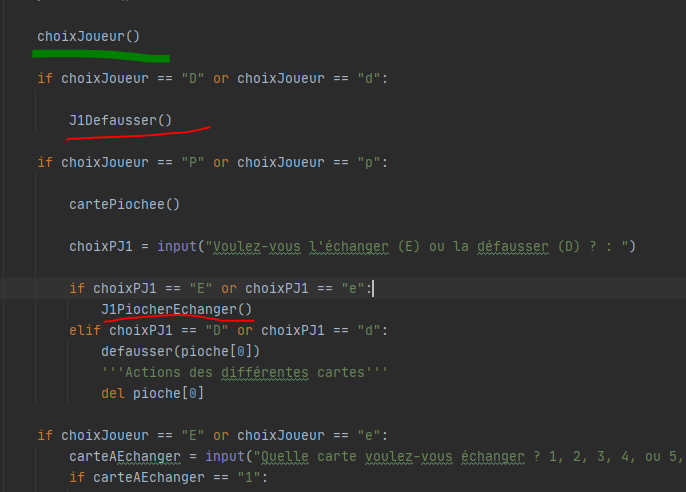 choixJoueur()
if choixJoueur == "D" or choixJoueur == "d":
J1Defausser()
if choixJoueur == "P" or choixJoueur == "p":
cartePiochee()
choixPJ1 = input("Voulez-vous l'échanger (E) ou la défausser (D) ? : ")
if choixPJ1 == "E" or choixPJ1 == "e":
J1PiocherEchanger()
elif choixPJ1 == "D" or choixPJ1 == "d":
defausser(pioche[0])
'''Actions des différentes cartes'''
del pioche[0]
if choixJoueur == "E" or choixJoueur == "e":
carteAEchanger = input("Quelle carte voulez-vous échanger ? 1, 2, 3, 4, ou 5,
if carteAEchanger == "1":